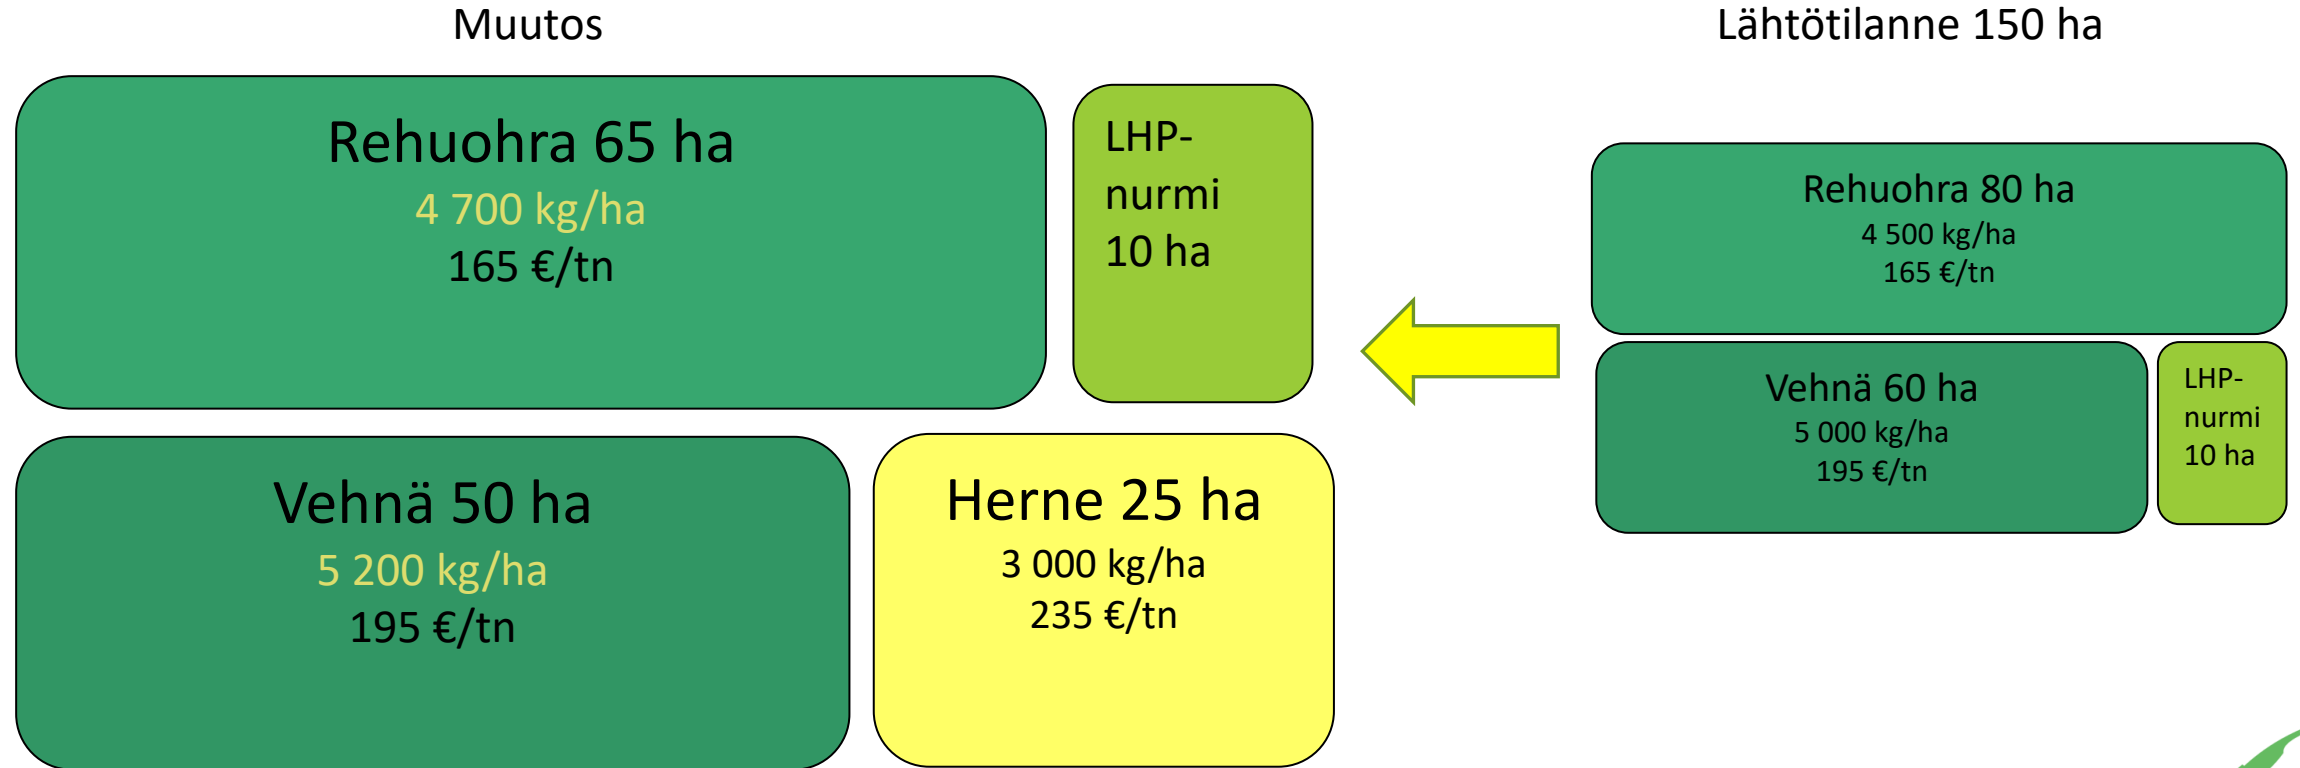 Muutos
Rehuohra 65 ha
4 700 kg/ha
165 €/tn
LHP-
nurmi
10 ha
Vehnä 50 ha
5 200 kg/ha
195 €/tn
Herne 25 ha
3 000 kg/ha
235 €/tn
Lähtötilanne 150 ha
Rehuohra 80 ha
4 500 kg/ha
165 €/tn
Vehnä 60 ha
5 000 kg/ha
195 €/tn
LHP-
nurmi
10 ha